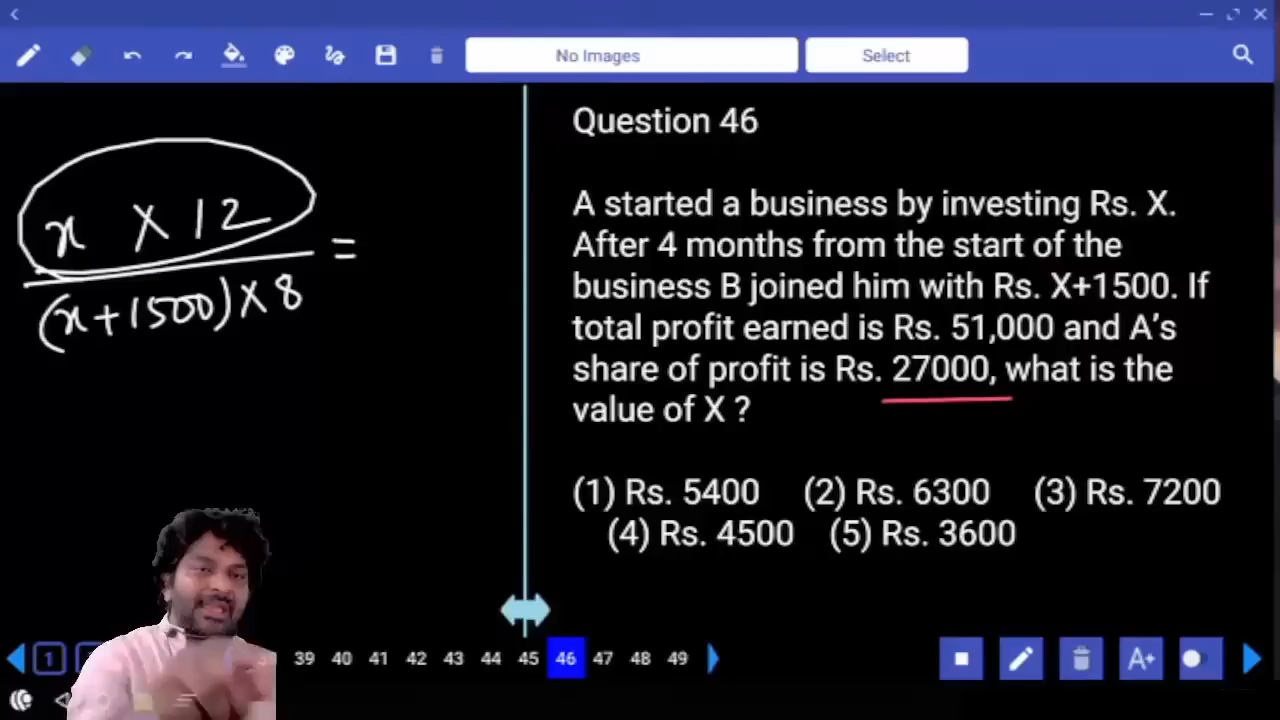 No Images
Select
x X 12
(x+1500) X 8
=
Question 46
A started a business by investing Rs. X.
After 4 months from the start of the
business B joined him with Rs. X+1500. If
total profit earned is Rs. 51,000 and A's
share of profit is Rs. 27000, what is the
value of X ?
(1) Rs. 5400 (2) Rs. 6300 (3) Rs. 7200
(4) Rs. 4500 (5) Rs. 3600
1 39 40 41 42 43 44 45 46 47 48 49
A+